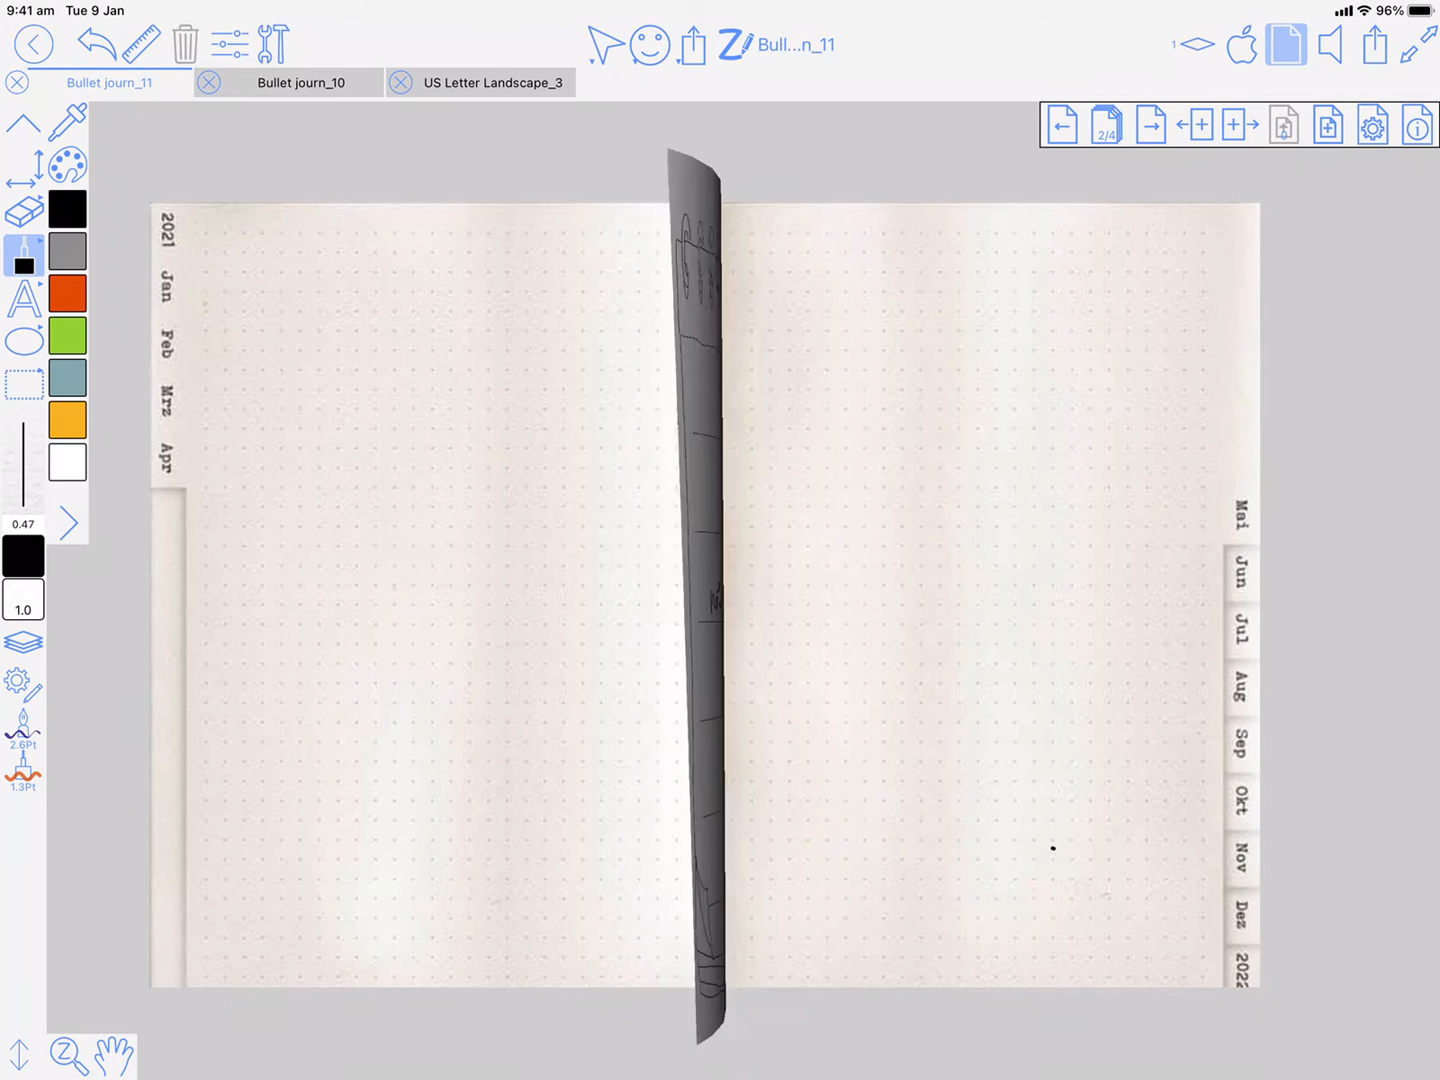 9:41 am Tue 9 Jan
96%
Bull...n_11
1
Bullet journ_11
Bullet journ_10
US Letter Landscape_3
2/4
0
2021
Jan
Feb
Mrz
Apr
Mai
Jun
Jul
Aug
Sep
Okt
Nov
Dez
2022
A
0.47
1.0
2.6Pt
1.3Pt
Z